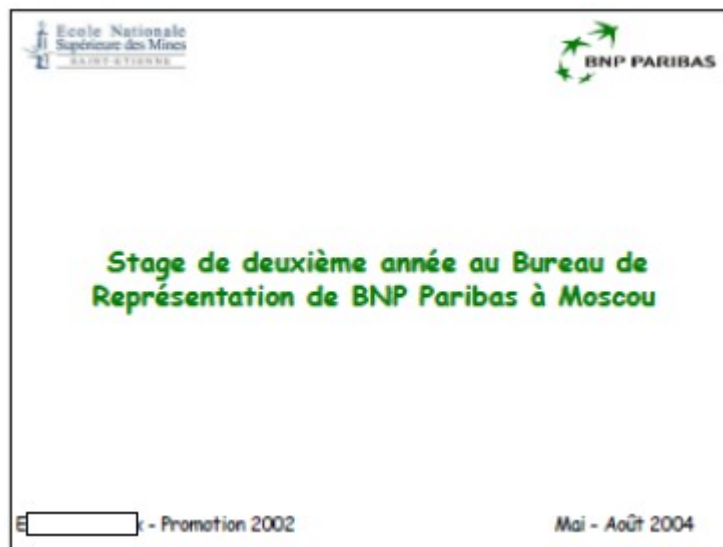 Ecole Nationale
Supérieure des Mines
SAINT-ETIENNE
BNP PARIBAS
Stage de deuxième année au Bureau de
Représentation de BNP Paribas à Moscou
- Promotion 2002
Mai - Août 2004